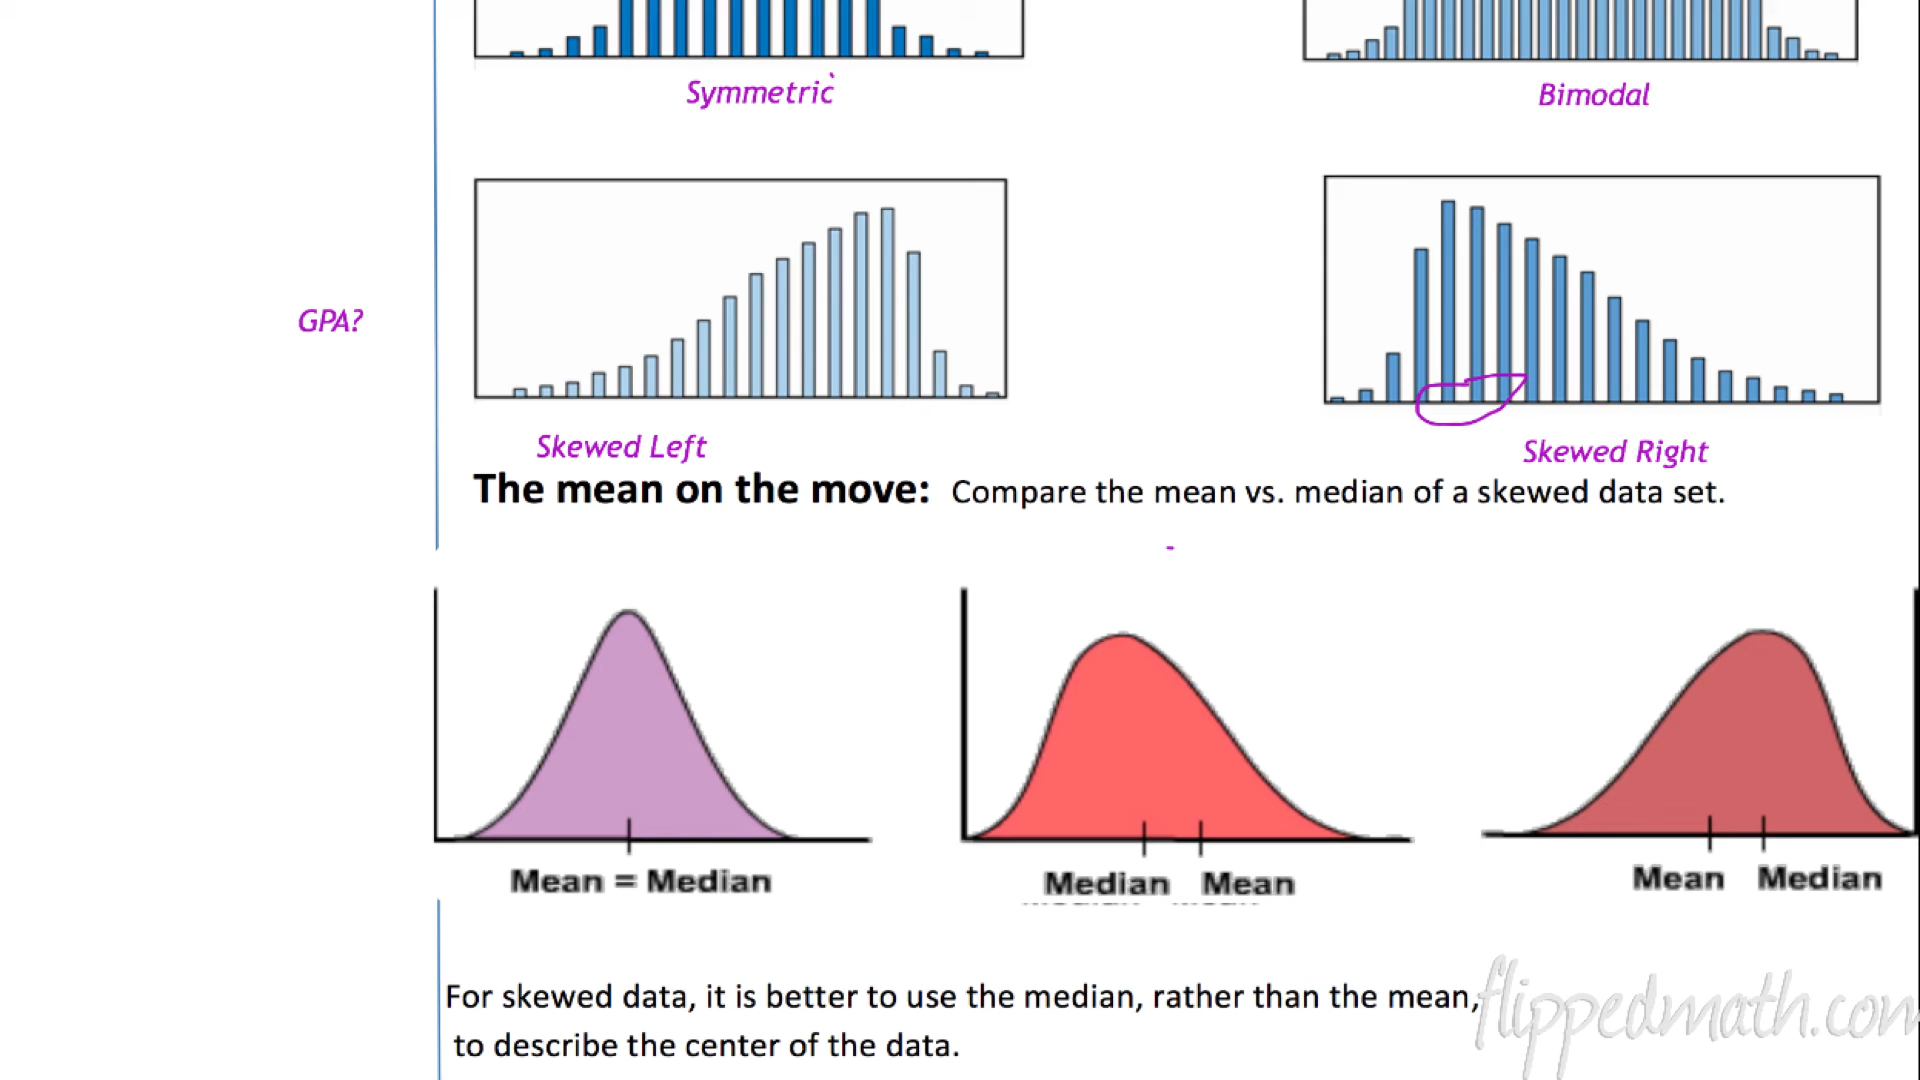 Symmetric
Bimodal
GPA?
Skewed Left
Skewed Right
The mean on the move: Compare the mean vs. median of a skewed data set.
Mean = Median
Median Mean
Mean Median
For skewed data, it is better to use the median, rather than the mean,
to describe the center of the data.
flippedmath.com